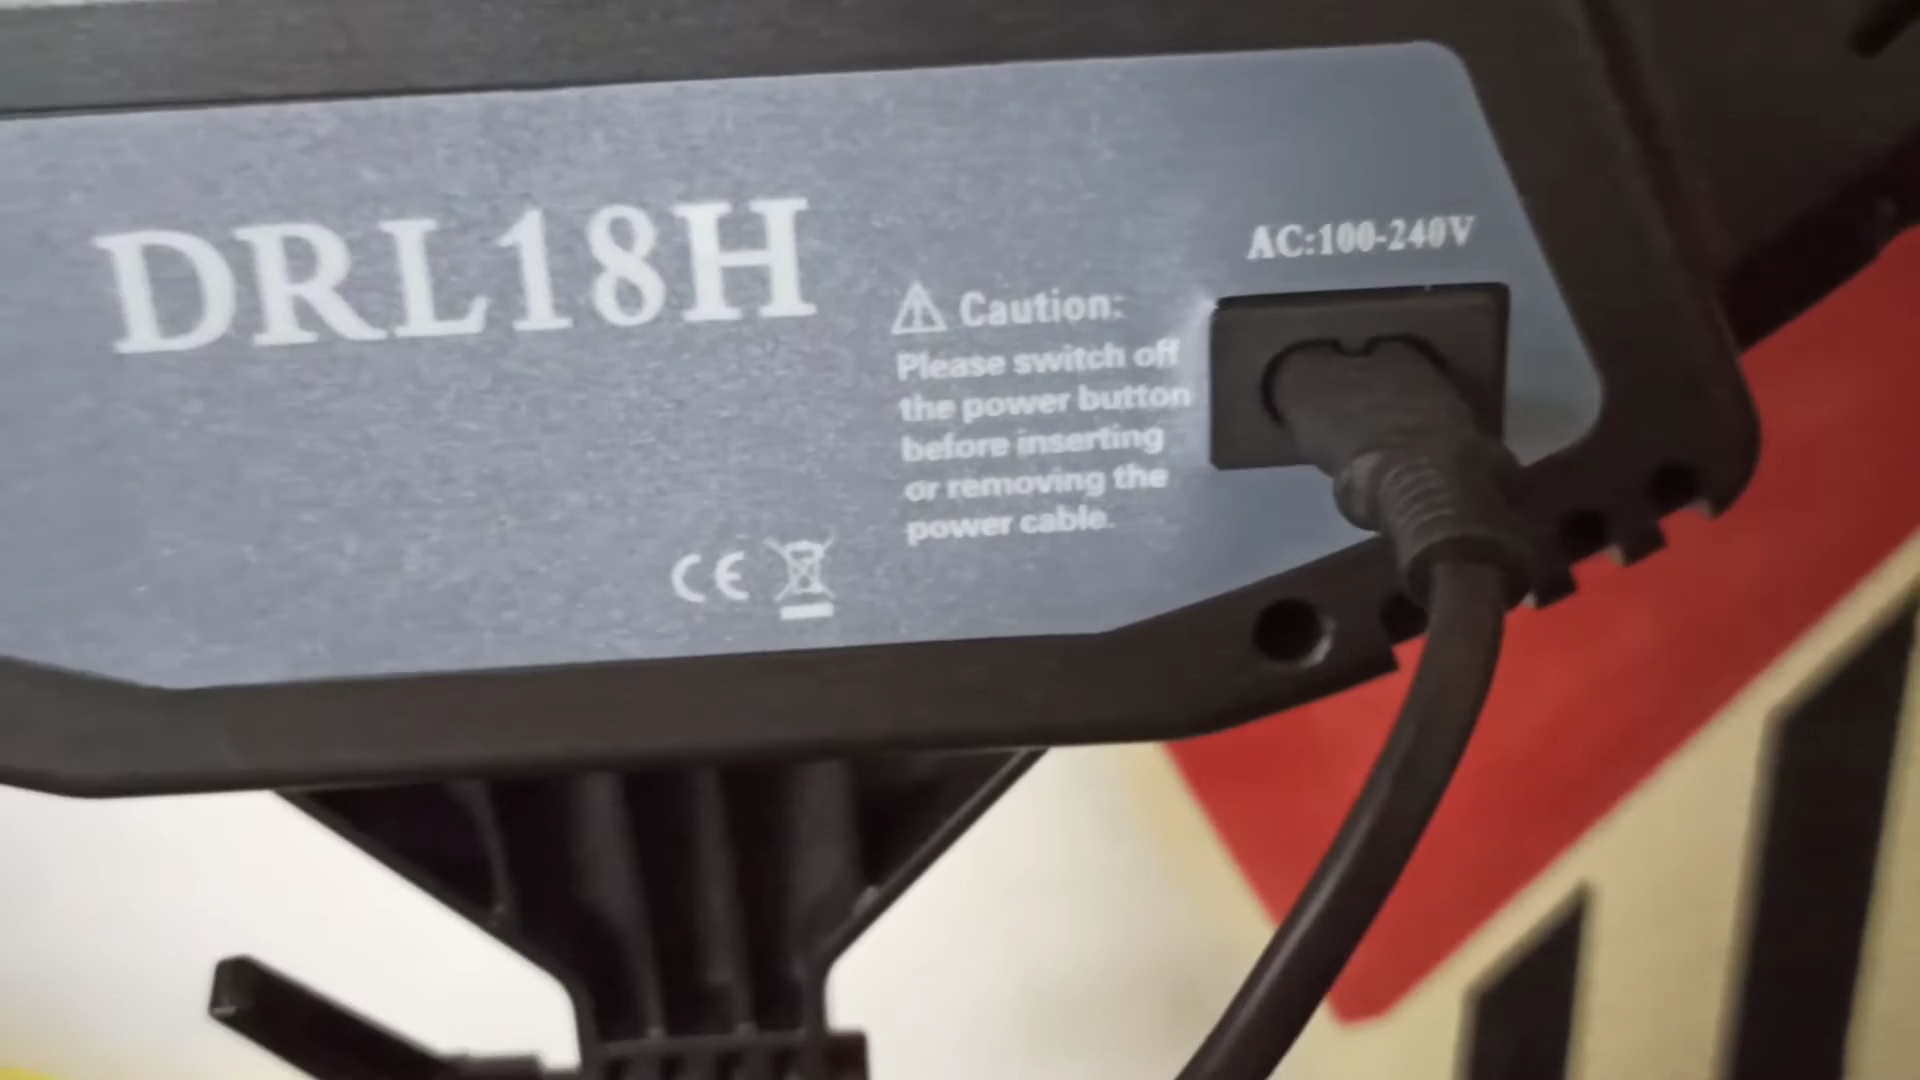 DRL18H
AC:100-240V
Caution:
Please switch off
the power button
before inserting
or removing the
power cable.
CE